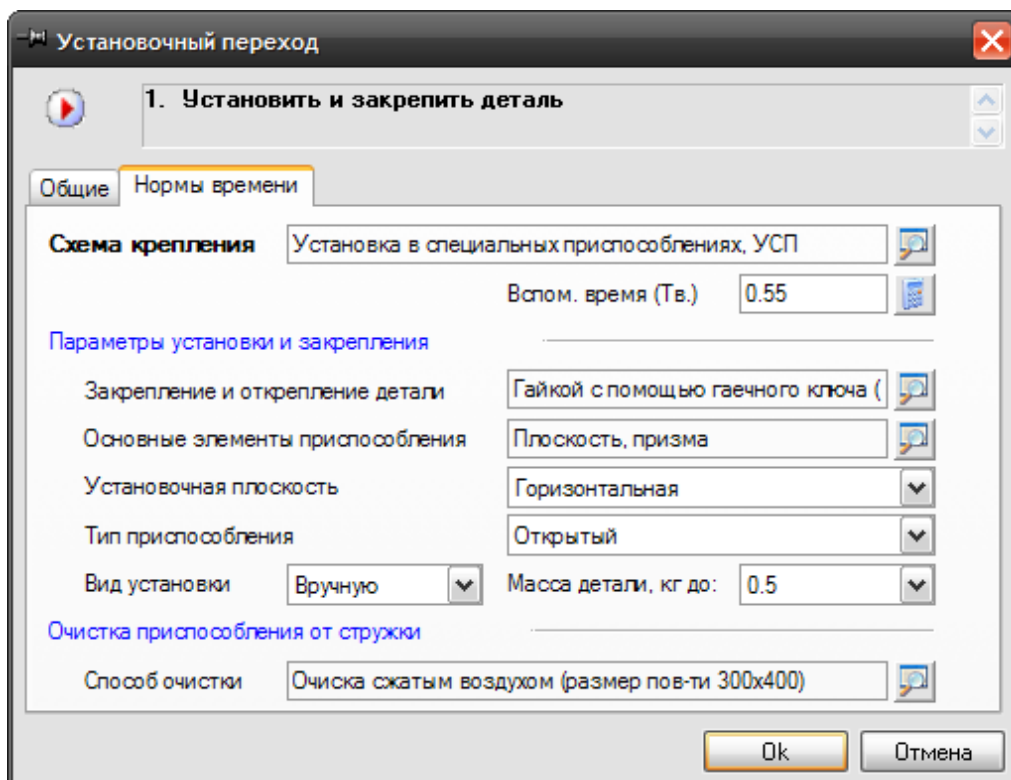 Установочный переход
1. Установить и закрепить деталь
Общие Нормы времени
Схема крепления Установка в специальных приспособлениях, УСП
Вспом. время (Тв.) 0.55
Параметры установки и закрепления
Закрепление и открепление детали Гайкой с помощью гаечного ключа (
Основные элементы приспособления Плоскость, призма
Установочная плоскость Горизонтальная
Тип приспособления Открытый
Вид установки Вручную Масса детали, кг до: 0.5
Очистка приспособления от стружки
Способ очистки Очиска сжатым воздухом (размер пов-ти 300x400)
Ok Отмена